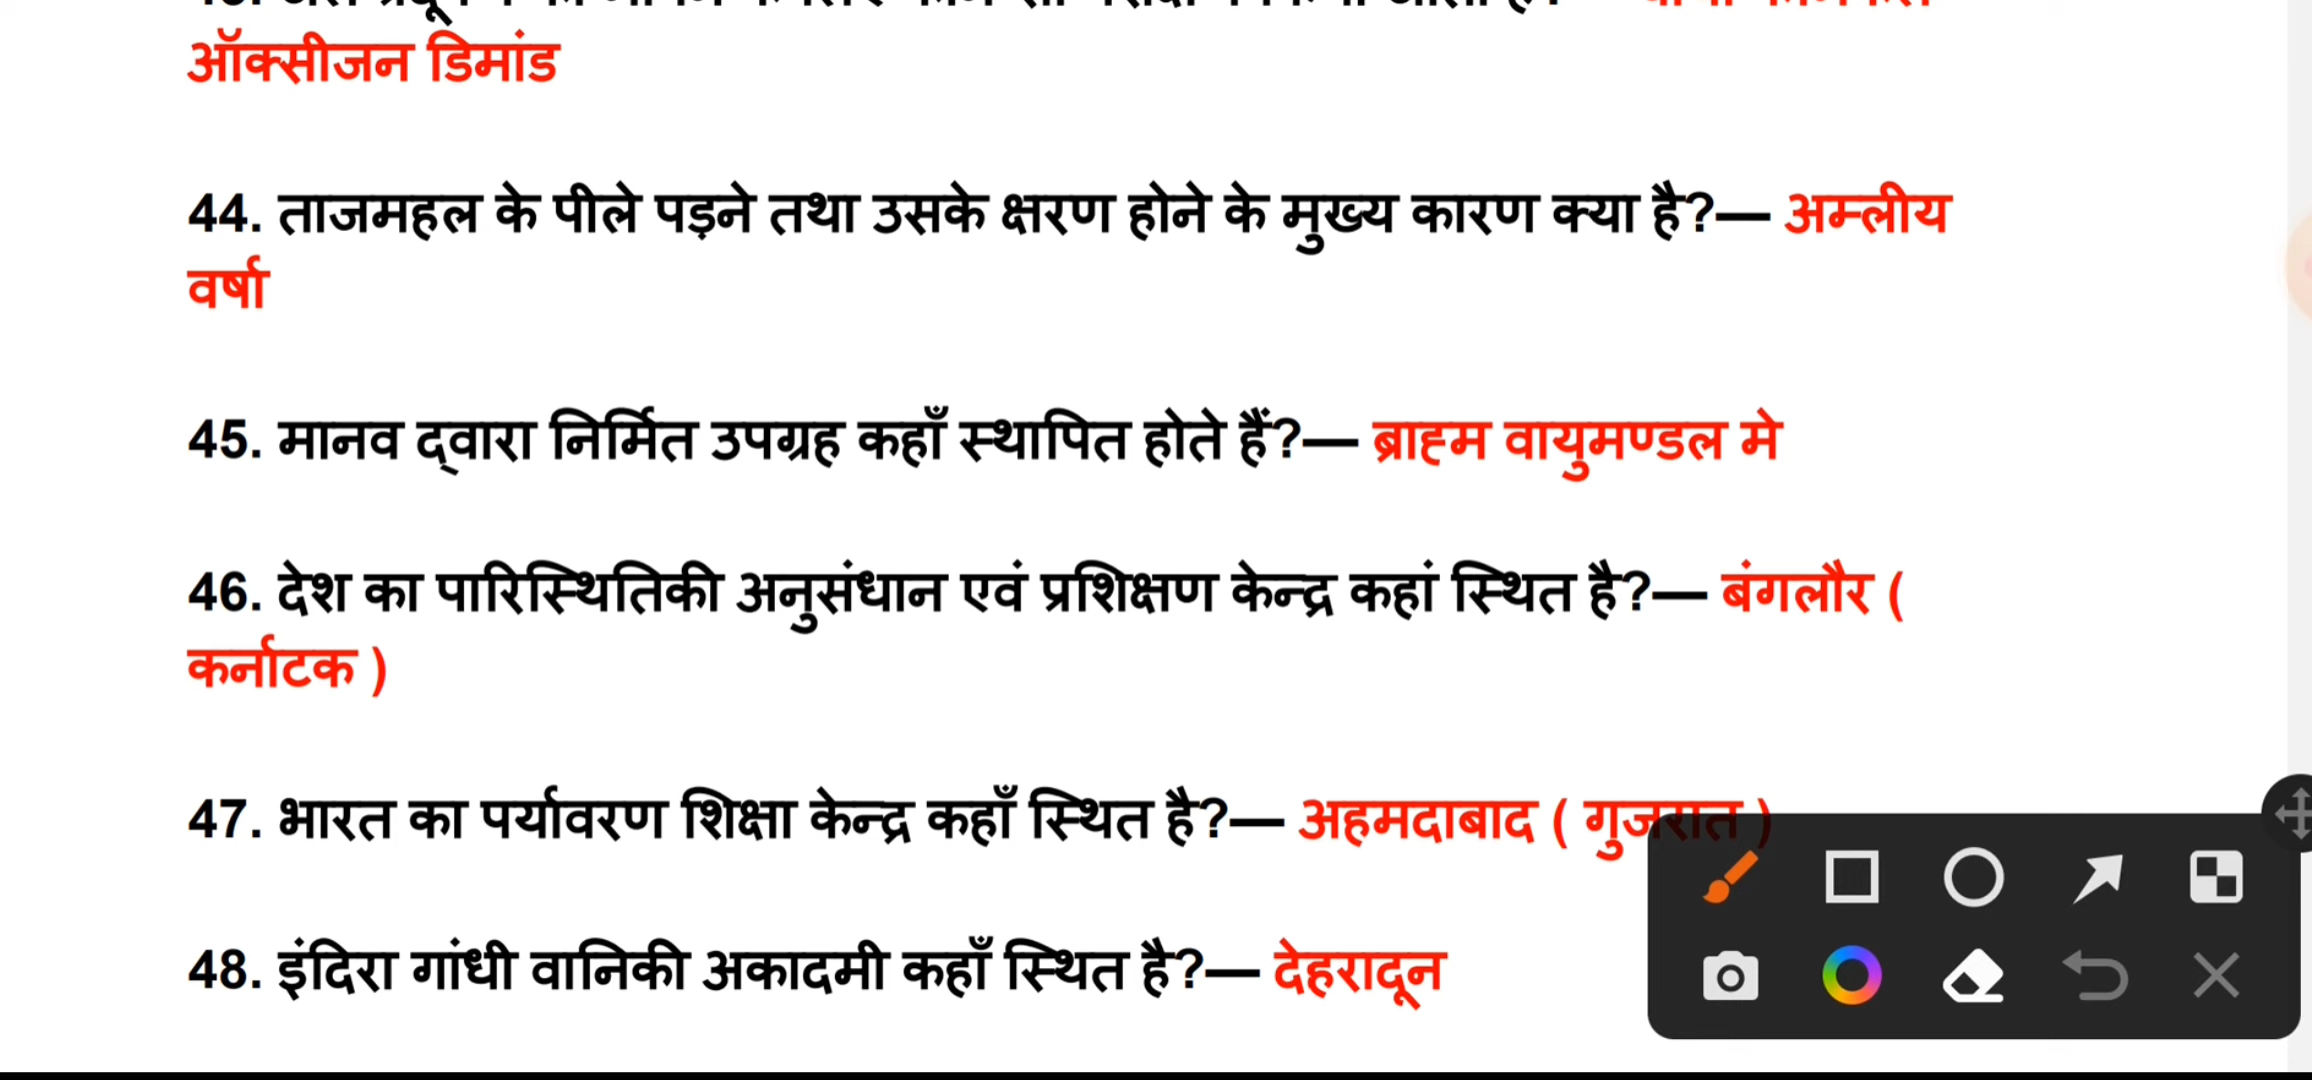 ऑक्सीजन डिमांड
44. ताजमहल के पीले पड़ने तथा उसके क्षरण होने के मुख्य कारण क्या है?— अम्लीय
वर्षा
45. मानव द्वारा निर्मित उपग्रह कहाँ स्थापित होते हैं?— ब्राह्म वायुमण्डल मे
46. देश का पारिस्थितिकी अनुसंधान एवं प्रशिक्षण केन्द्र कहां स्थित है?— बंगलौर (
कर्नाटक )
47. भारत का पर्यावरण शिक्षा केन्द्र कहाँ स्थित है?— अहमदाबाद ( गुजरात )
48. इंदिरा गांधी वानिकी अकादमी कहाँ स्थित है?— देहरादून